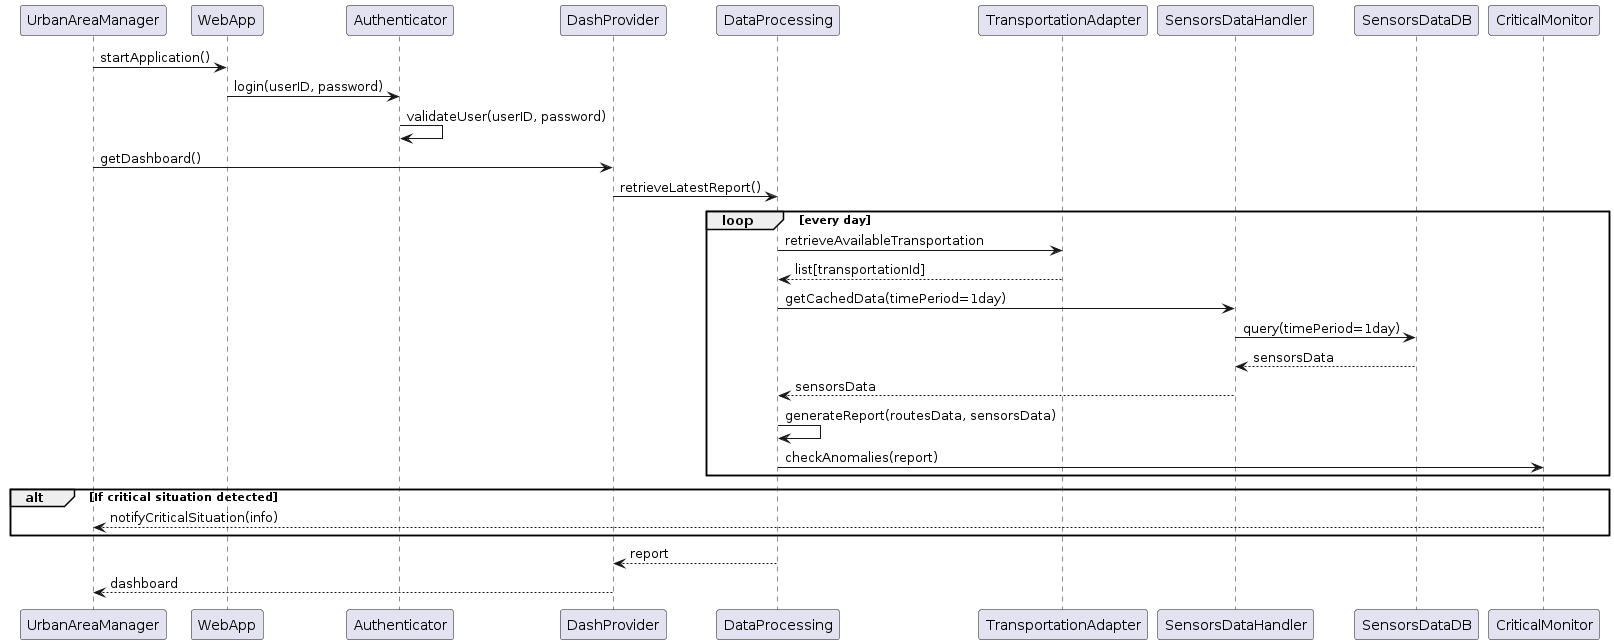 UrbanAreaManager WebApp Authenticator DashProvider DataProcessing TransportationAdapter SensorsDataHandler SensorsDataDB CriticalMonitor
startApplication()
login(userID, password)
validateUser(userID, password)
getDashboard()
retrieveLatestReport()
loop [every day]
retrieveAvailableTransportation
list[transportationId]
getCachedData(timePeriod=1day)
query(timePeriod=1day)
sensorsData
sensorsData
generateReport(routesData, sensorsData)
checkAnomalies(report)
alt [If critical situation detected]
notifyCriticalSituation(info)
report
dashboard
UrbanAreaManager WebApp Authenticator DashProvider DataProcessing TransportationAdapter SensorsDataHandler SensorsDataDB CriticalMonitor